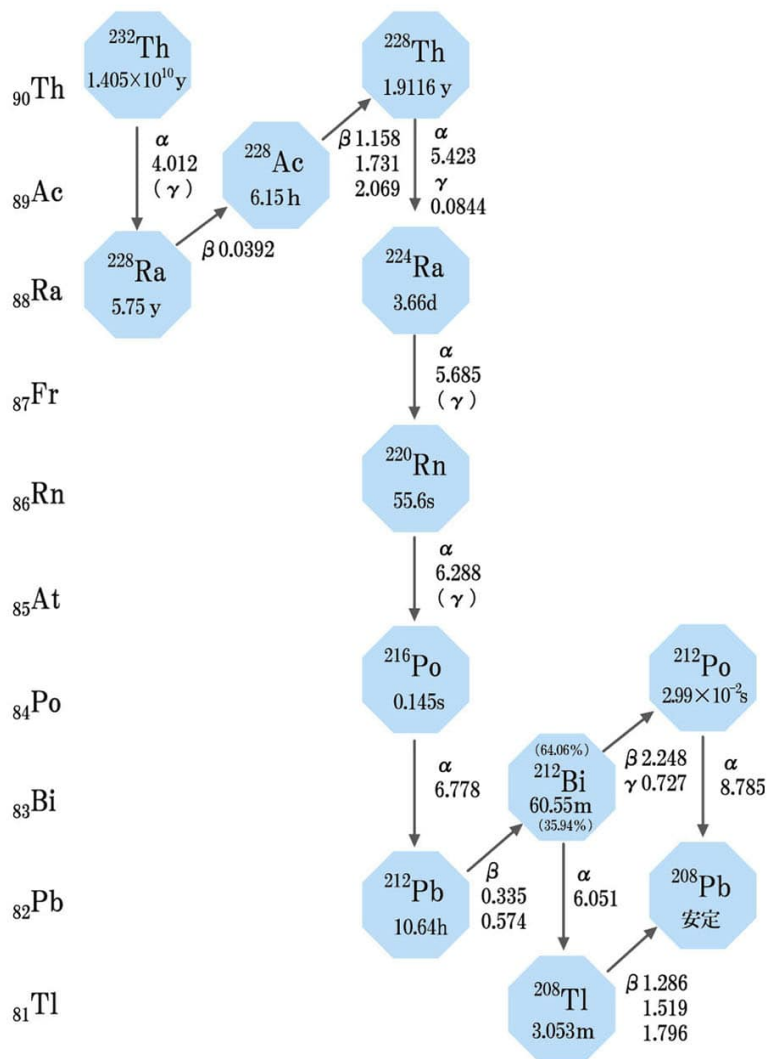 ₉₀Th
²³²Th
1.405×10¹⁰y
²²⁸Th
1.9116 y
α
4.012
(γ)
²²⁸Ac
6.15 h
β 1.158
1.731
2.069
α
5.423
γ
0.0844
₈₉Ac
₈₈Ra
²²⁸Ra
5.75 y
β 0.0392
²²⁴Ra
3.66d
₈₇Fr
α
5.685
(γ)
₈₆Rn
²²⁰Rn
55.6s
₈₅At
α
6.288
(γ)
₈₄Po
²¹⁶Po
0.145s
²¹²Po
2.99×10⁻²s
₈₃Bi
α
6.778
(64.06%)
²¹²Bi
60.55m
(35.94%)
β 2.248
γ 0.727
α
8.785
₈₂Pb
²¹²Pb
10.64h
β
0.335
0.574
α
6.051
²⁰⁸Pb
安定
₈₁Tl
²⁰⁸Tl
3.053m
β 1.286
1.519
1.796